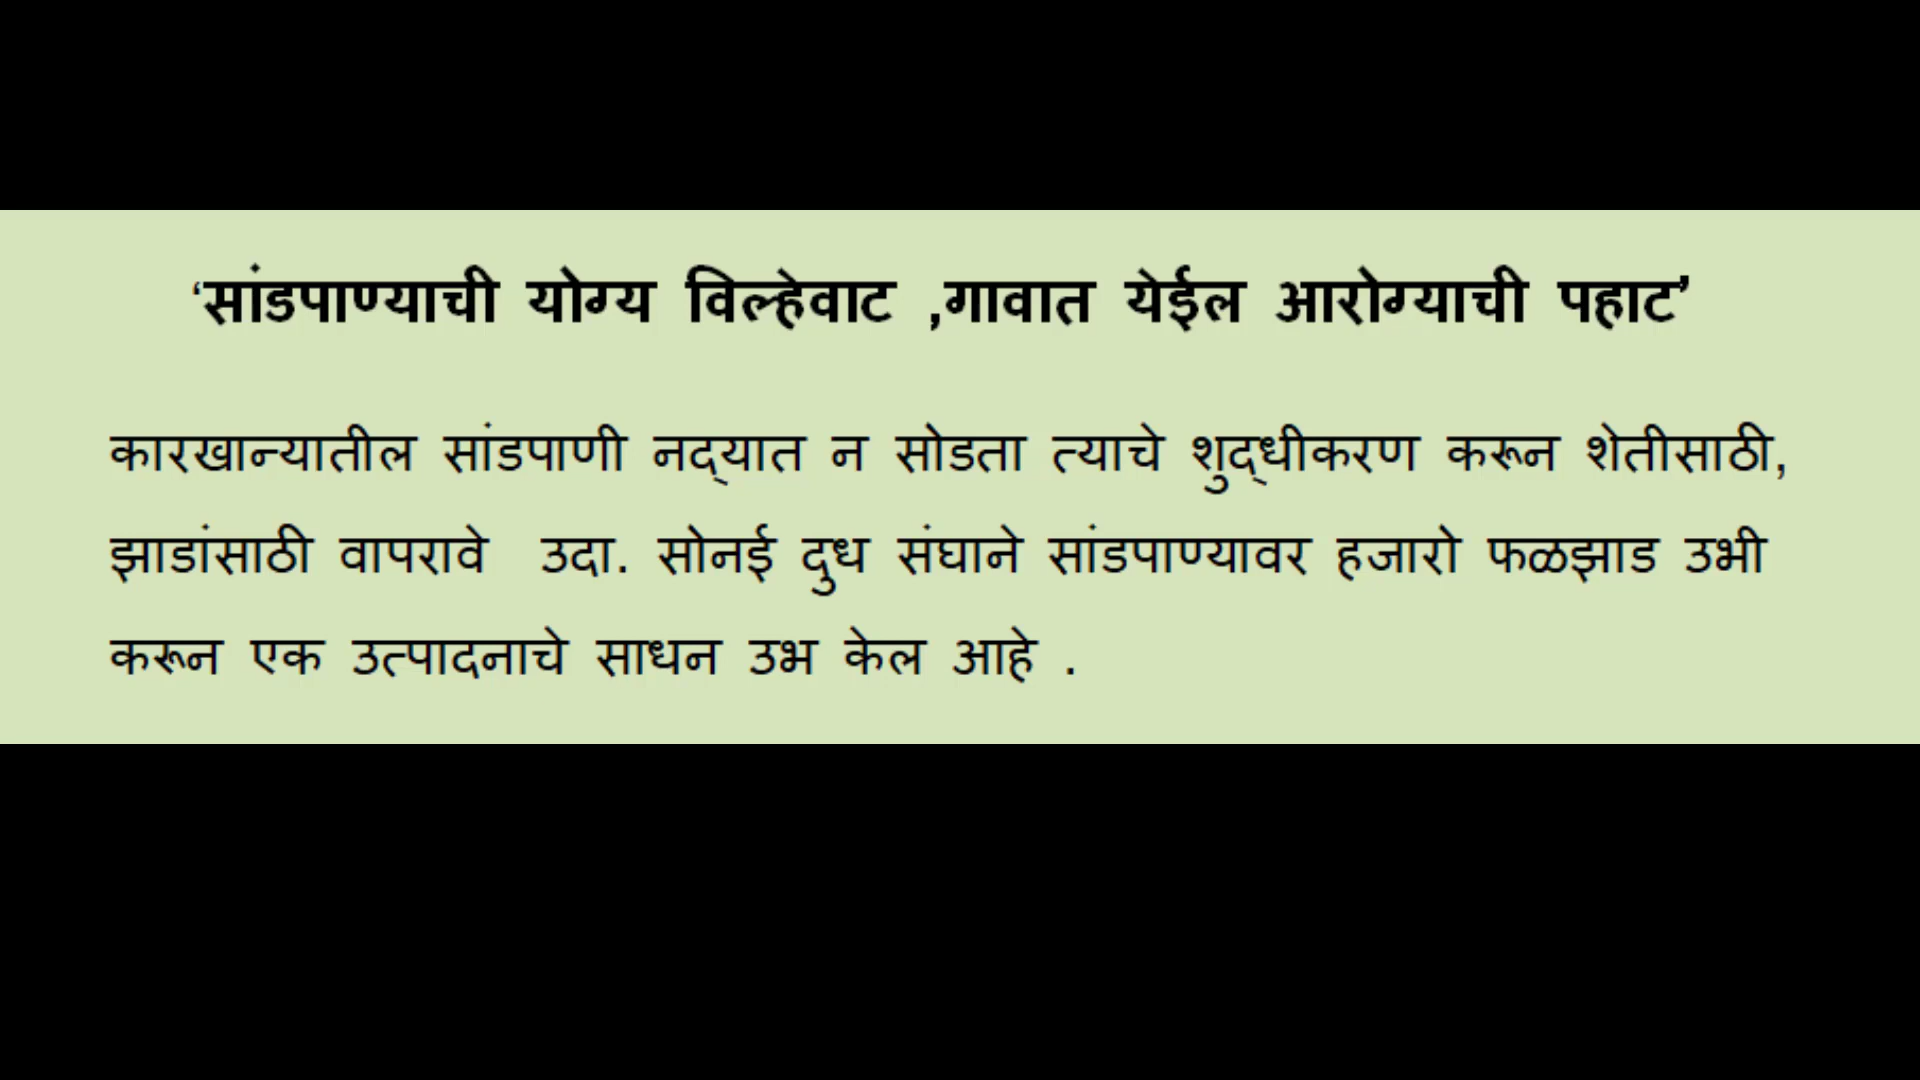 ‘सांडपाण्याची योग्य विल्हेवाट ,गावात येईल आरोग्याची पहाट’
कारखान्यातील सांडपाणी नद्‌यात न सोडता त्याचे शुद्‌धीकरण करून शेतीसाठी,
झाडांसाठी वापरावे उदा. सोनई दुध संघाने सांडपाण्यावर हजारो फळझाड उभी
करून एक उत्पादनाचे साधन उभ केल आहे .